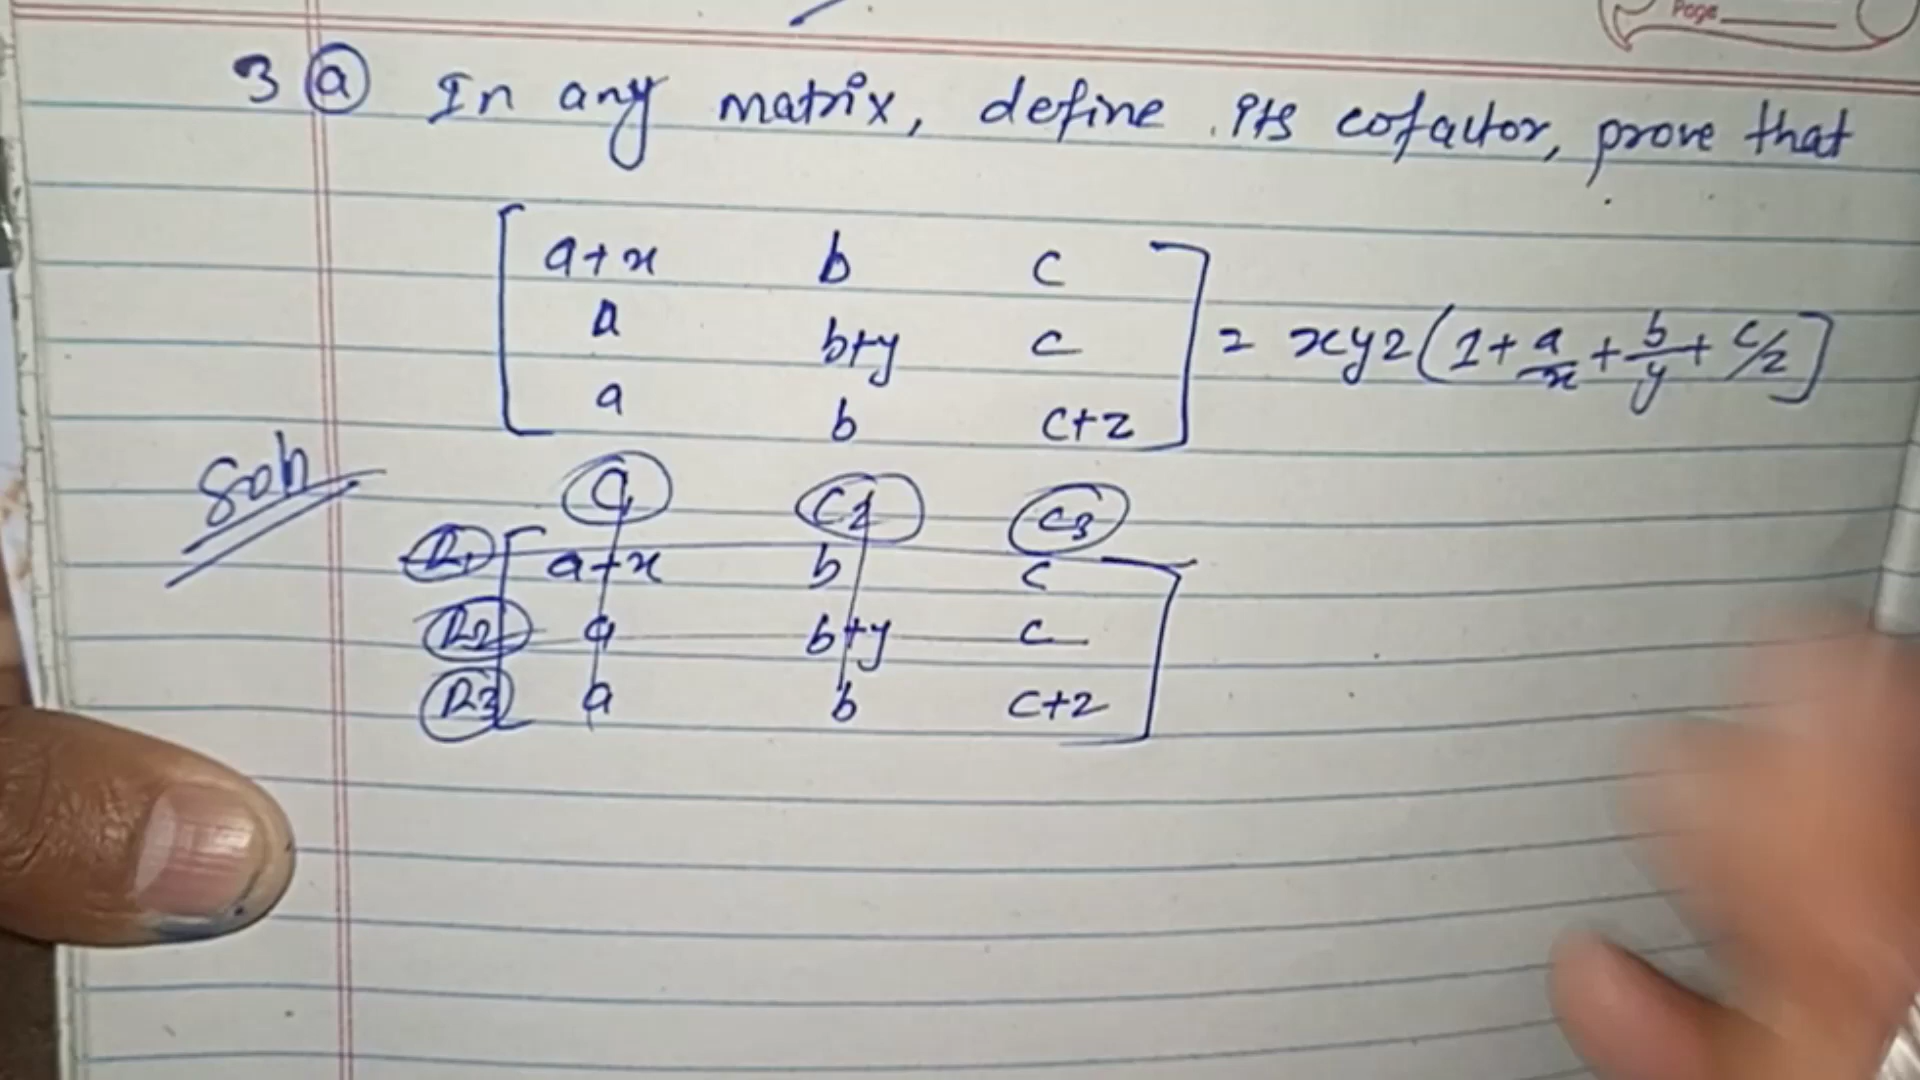 Page
3 (a) In any matrix, define its cofactor, prove that
[ a+x b c
a b+y c = xyz (1+ a/x + b/y + c/z ]
a b c+z ]
Soln
C1 C2 C3
R1 [ a+x b c
R2 a b+y c
R3 a b c+z ]